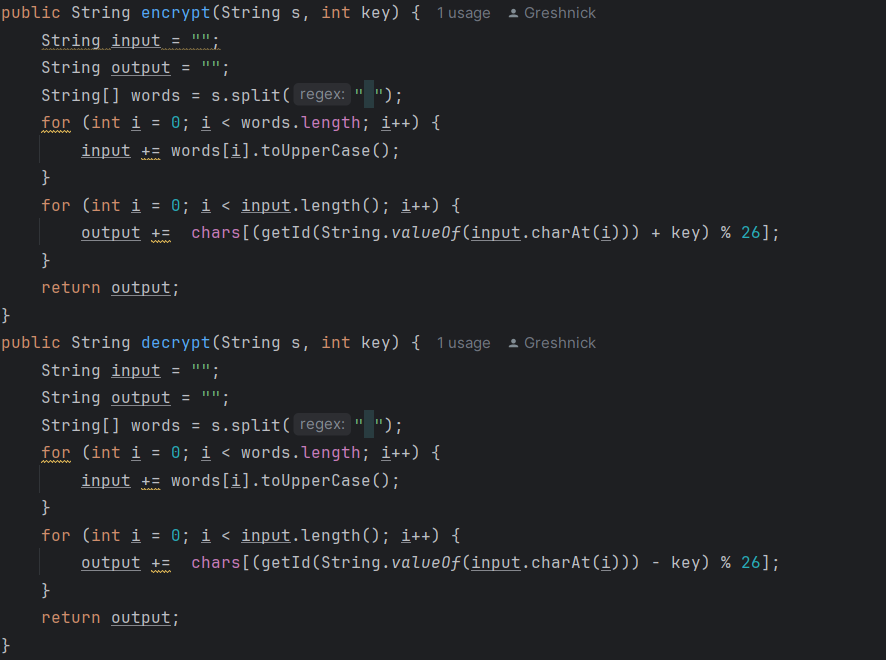 public String encrypt(String s, int key) { 1 usage Greshnick
    String input = "";
    String output = "";
    String[] words = s.split( regex: " ");
    for (int i = 0; i < words.length; i++) {
        input += words[i].toUpperCase();
    }
    for (int i = 0; i < input.length(); i++) {
        output +=  chars[(getId(String.valueOf(input.charAt(i))) + key) % 26];
    }
    return output;
}
public String decrypt(String s, int key) { 1 usage Greshnick
    String input = "";
    String output = "";
    String[] words = s.split( regex: " ");
    for (int i = 0; i < words.length; i++) {
        input += words[i].toUpperCase();
    }
    for (int i = 0; i < input.length(); i++) {
        output +=  chars[(getId(String.valueOf(input.charAt(i))) - key) % 26];
    }
    return output;
}